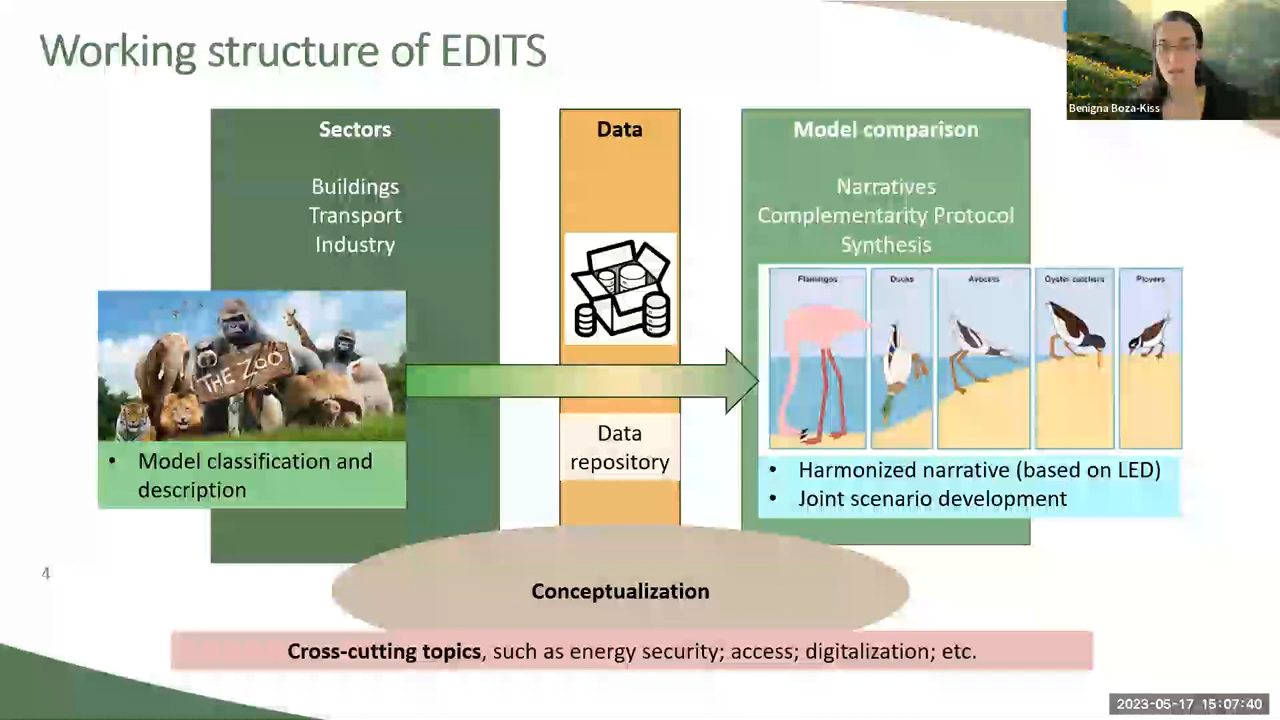 Working structure of EDITS
Benigna Boza-Kiss
Sectors
Buildings
Transport
Industry
THE ZOO
Model classification and
description
Data
Data
repository
Model comparison
Narratives
Complementarity Protocol
Synthesis
Flamingos
Ducks
Avocets
Oyster catchers
Plovers
Harmonized narrative (based on LED)
Joint scenario development
Conceptualization
Cross-cutting topics, such as energy security; access; digitalization; etc.
4
2023-05-17 15:07:40